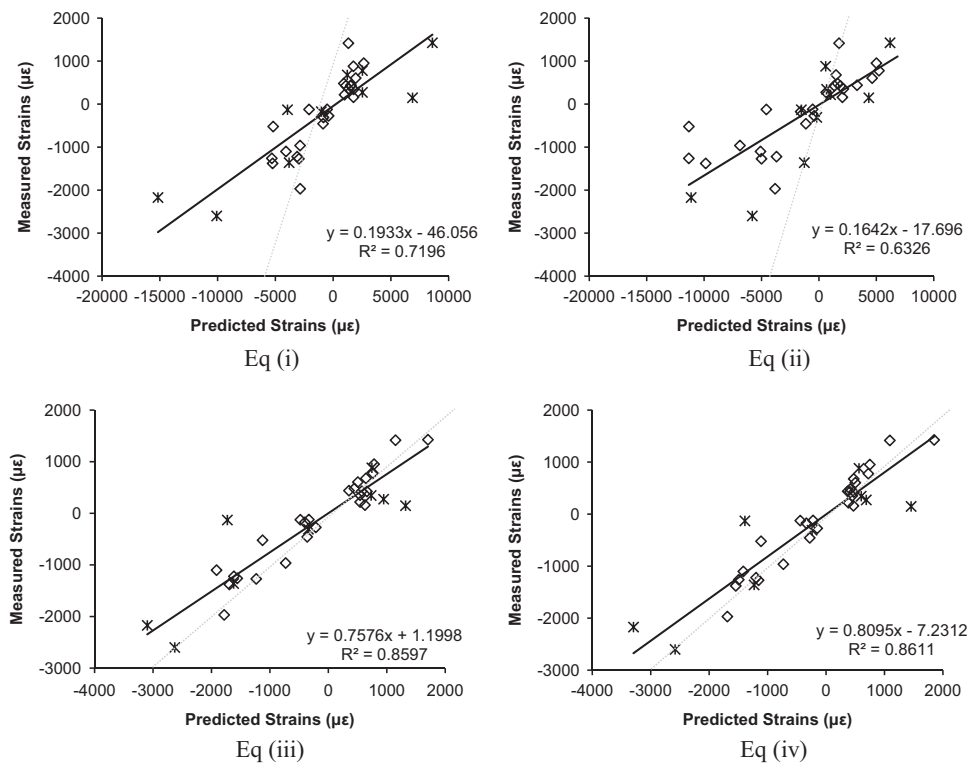 2000
1000
0
-1000
-2000
-3000
-4000
Measured Strains (με)
y = 0.1933x - 46.056
R² = 0.7196
-20000 -15000 -10000 -5000 0 5000 10000
Predicted Strains (με)
Eq (i)
2000
1000
0
-1000
-2000
-3000
-4000
Measured Strains (με)
y = 0.1642x - 17.696
R² = 0.6326
-20000 -15000 -10000 -5000 0 5000 10000
Predicted Strains (με)
Eq (ii)
2000
1000
0
-1000
-2000
-3000
Measured Strains (με)
y = 0.7576x + 1.1998
R² = 0.8597
-4000 -3000 -2000 -1000 0 1000 2000
Predicted Strains (με)
Eq (iii)
2000
1000
0
-1000
-2000
-3000
Measured Strains (με)
y = 0.8095x - 7.2312
R² = 0.8611
-4000 -3000 -2000 -1000 0 1000 2000
Predicted Strains (με)
Eq (iv)